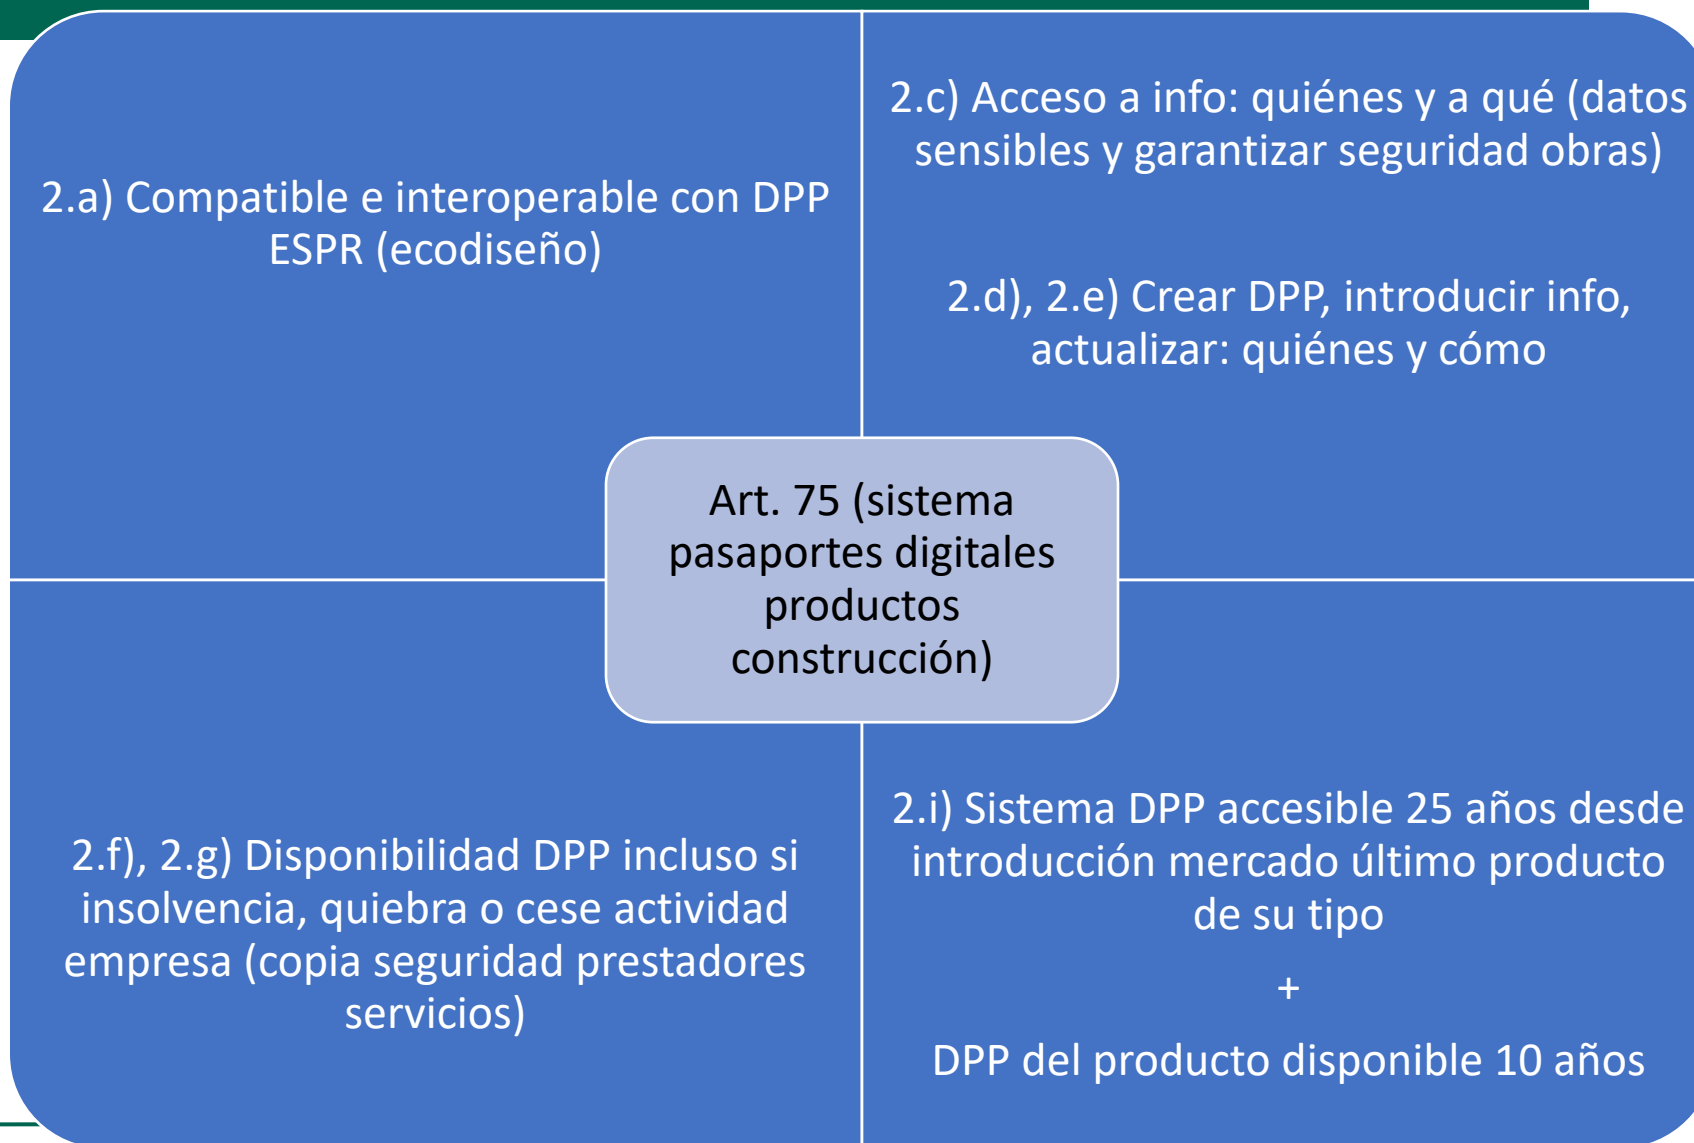 2.a) Compatible e interoperable con DPP
ESPR (ecodiseño)
2.c) Acceso a info: quiénes y a qué (datos
sensibles y garantizar seguridad obras)
2.d), 2.e) Crear DPP, introducir info,
actualizar: quiénes y cómo
Art. 75 (sistema
pasaportes digitales
productos
construcción)
2.f), 2.g) Disponibilidad DPP incluso si
insolvencia, quiebra o cese actividad
empresa (copia seguridad prestadores
servicios)
2.i) Sistema DPP accesible 25 años desde
introducción mercado último producto
de su tipo
+
DPP del producto disponible 10 años